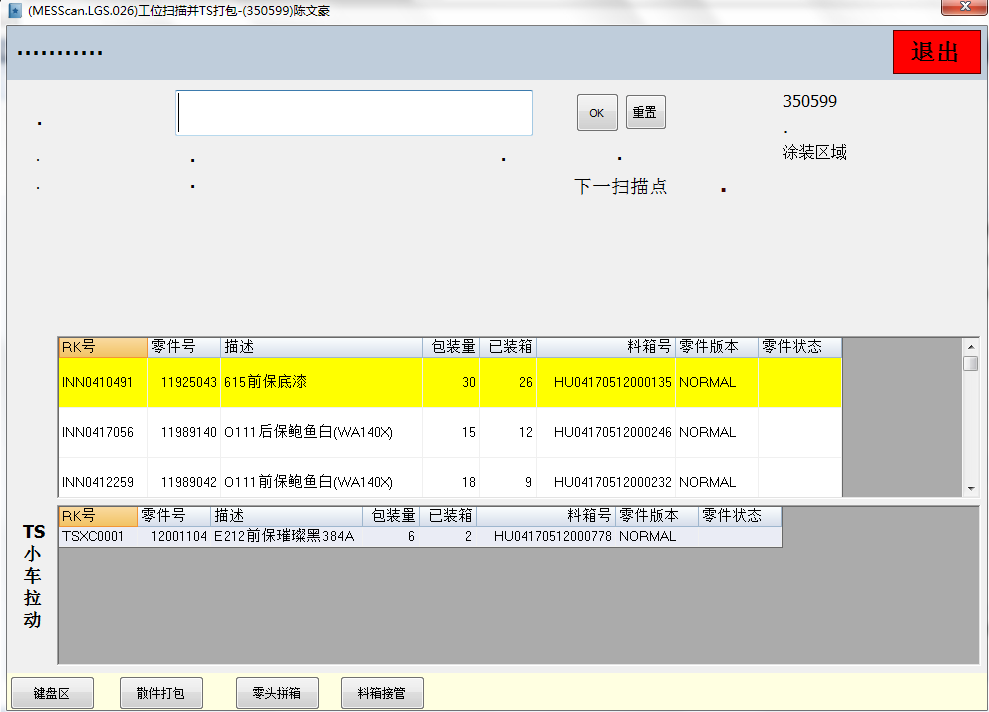 (MESScan.LGS.026)工位扫描并TS打包-(350599)陈文豪
...........
退出
OK 重置 350599
.
涂装区域
下一扫描点 .
RK号 零件号 描述 包装量 已装箱 料箱号 零件版本 零件状态
INN0410491 11925043 615前保底漆 30 26 HU04170512000135 NORMAL
INN0417056 11989140 O111后保鲍鱼白(WA140X) 15 12 HU04170512000246 NORMAL
INN0412259 11989042 O111前保鲍鱼白(WA140X) 18 9 HU04170512000232 NORMAL
TS
小
车
拉
动
RK号 零件号 描述 包装量 已装箱 料箱号 零件版本 零件状态
TSXC0001 12001104 E212前保璀璨黑384A 6 2 HU04170512000778 NORMAL
键盘区 散件打包 零头拼箱 料箱接管